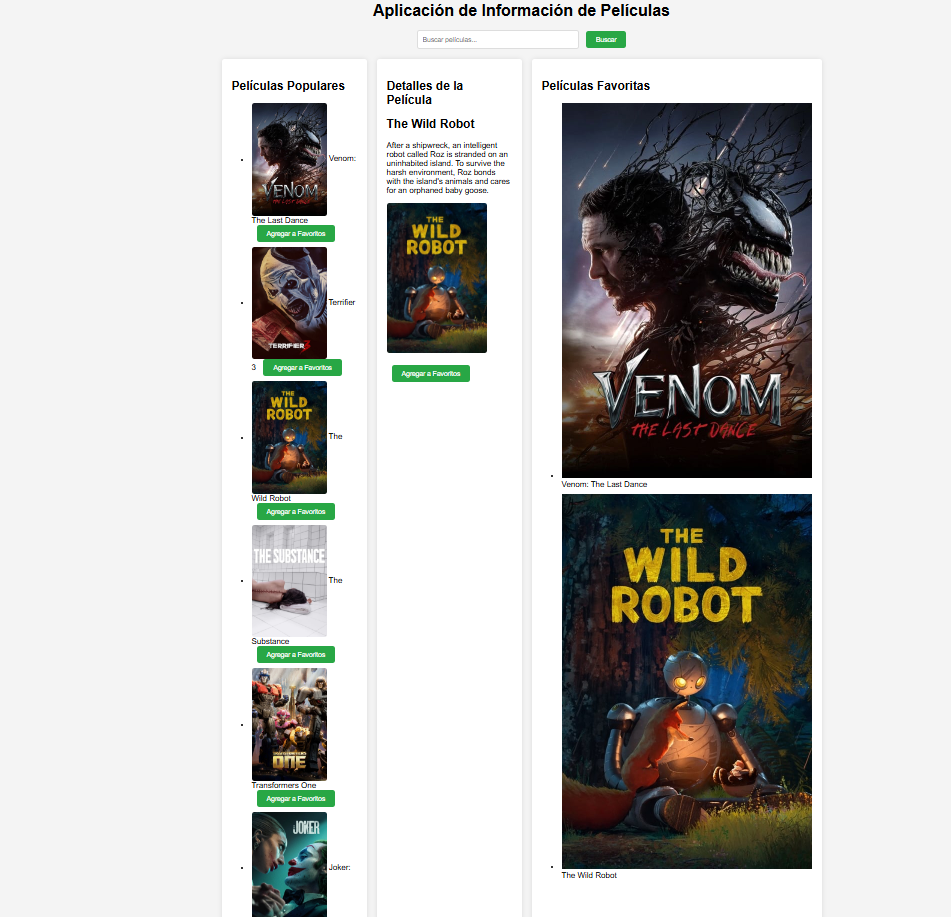 Aplicación de Información de Películas
Buscar películas...
Buscar
Películas Populares
VENOM
THE LAST DANCE
Venom:
The Last Dance
Agregar a Favoritos
Terrifier
TERRIFIER 3
3
Agregar a Favoritos
THE
WILD
ROBOT
The
Wild Robot
Agregar a Favoritos
THE SUBSTANCE
The
Substance
Agregar a Favoritos
TRANSFORMERS
ONE
Transformers One
Agregar a Favoritos
JOKER
Joker:
Detalles de la
Película
The Wild Robot
After a shipwreck, an intelligent
robot called Roz is stranded on an
uninhabited island. To survive the
harsh environment, Roz bonds
with the island's animals and cares
for an orphaned baby goose.
THE
WILD
ROBOT
Agregar a Favoritos
Películas Favoritas
VENOM
THE LAST DANCE
Venom: The Last Dance
THE
WILD
ROBOT
The Wild Robot